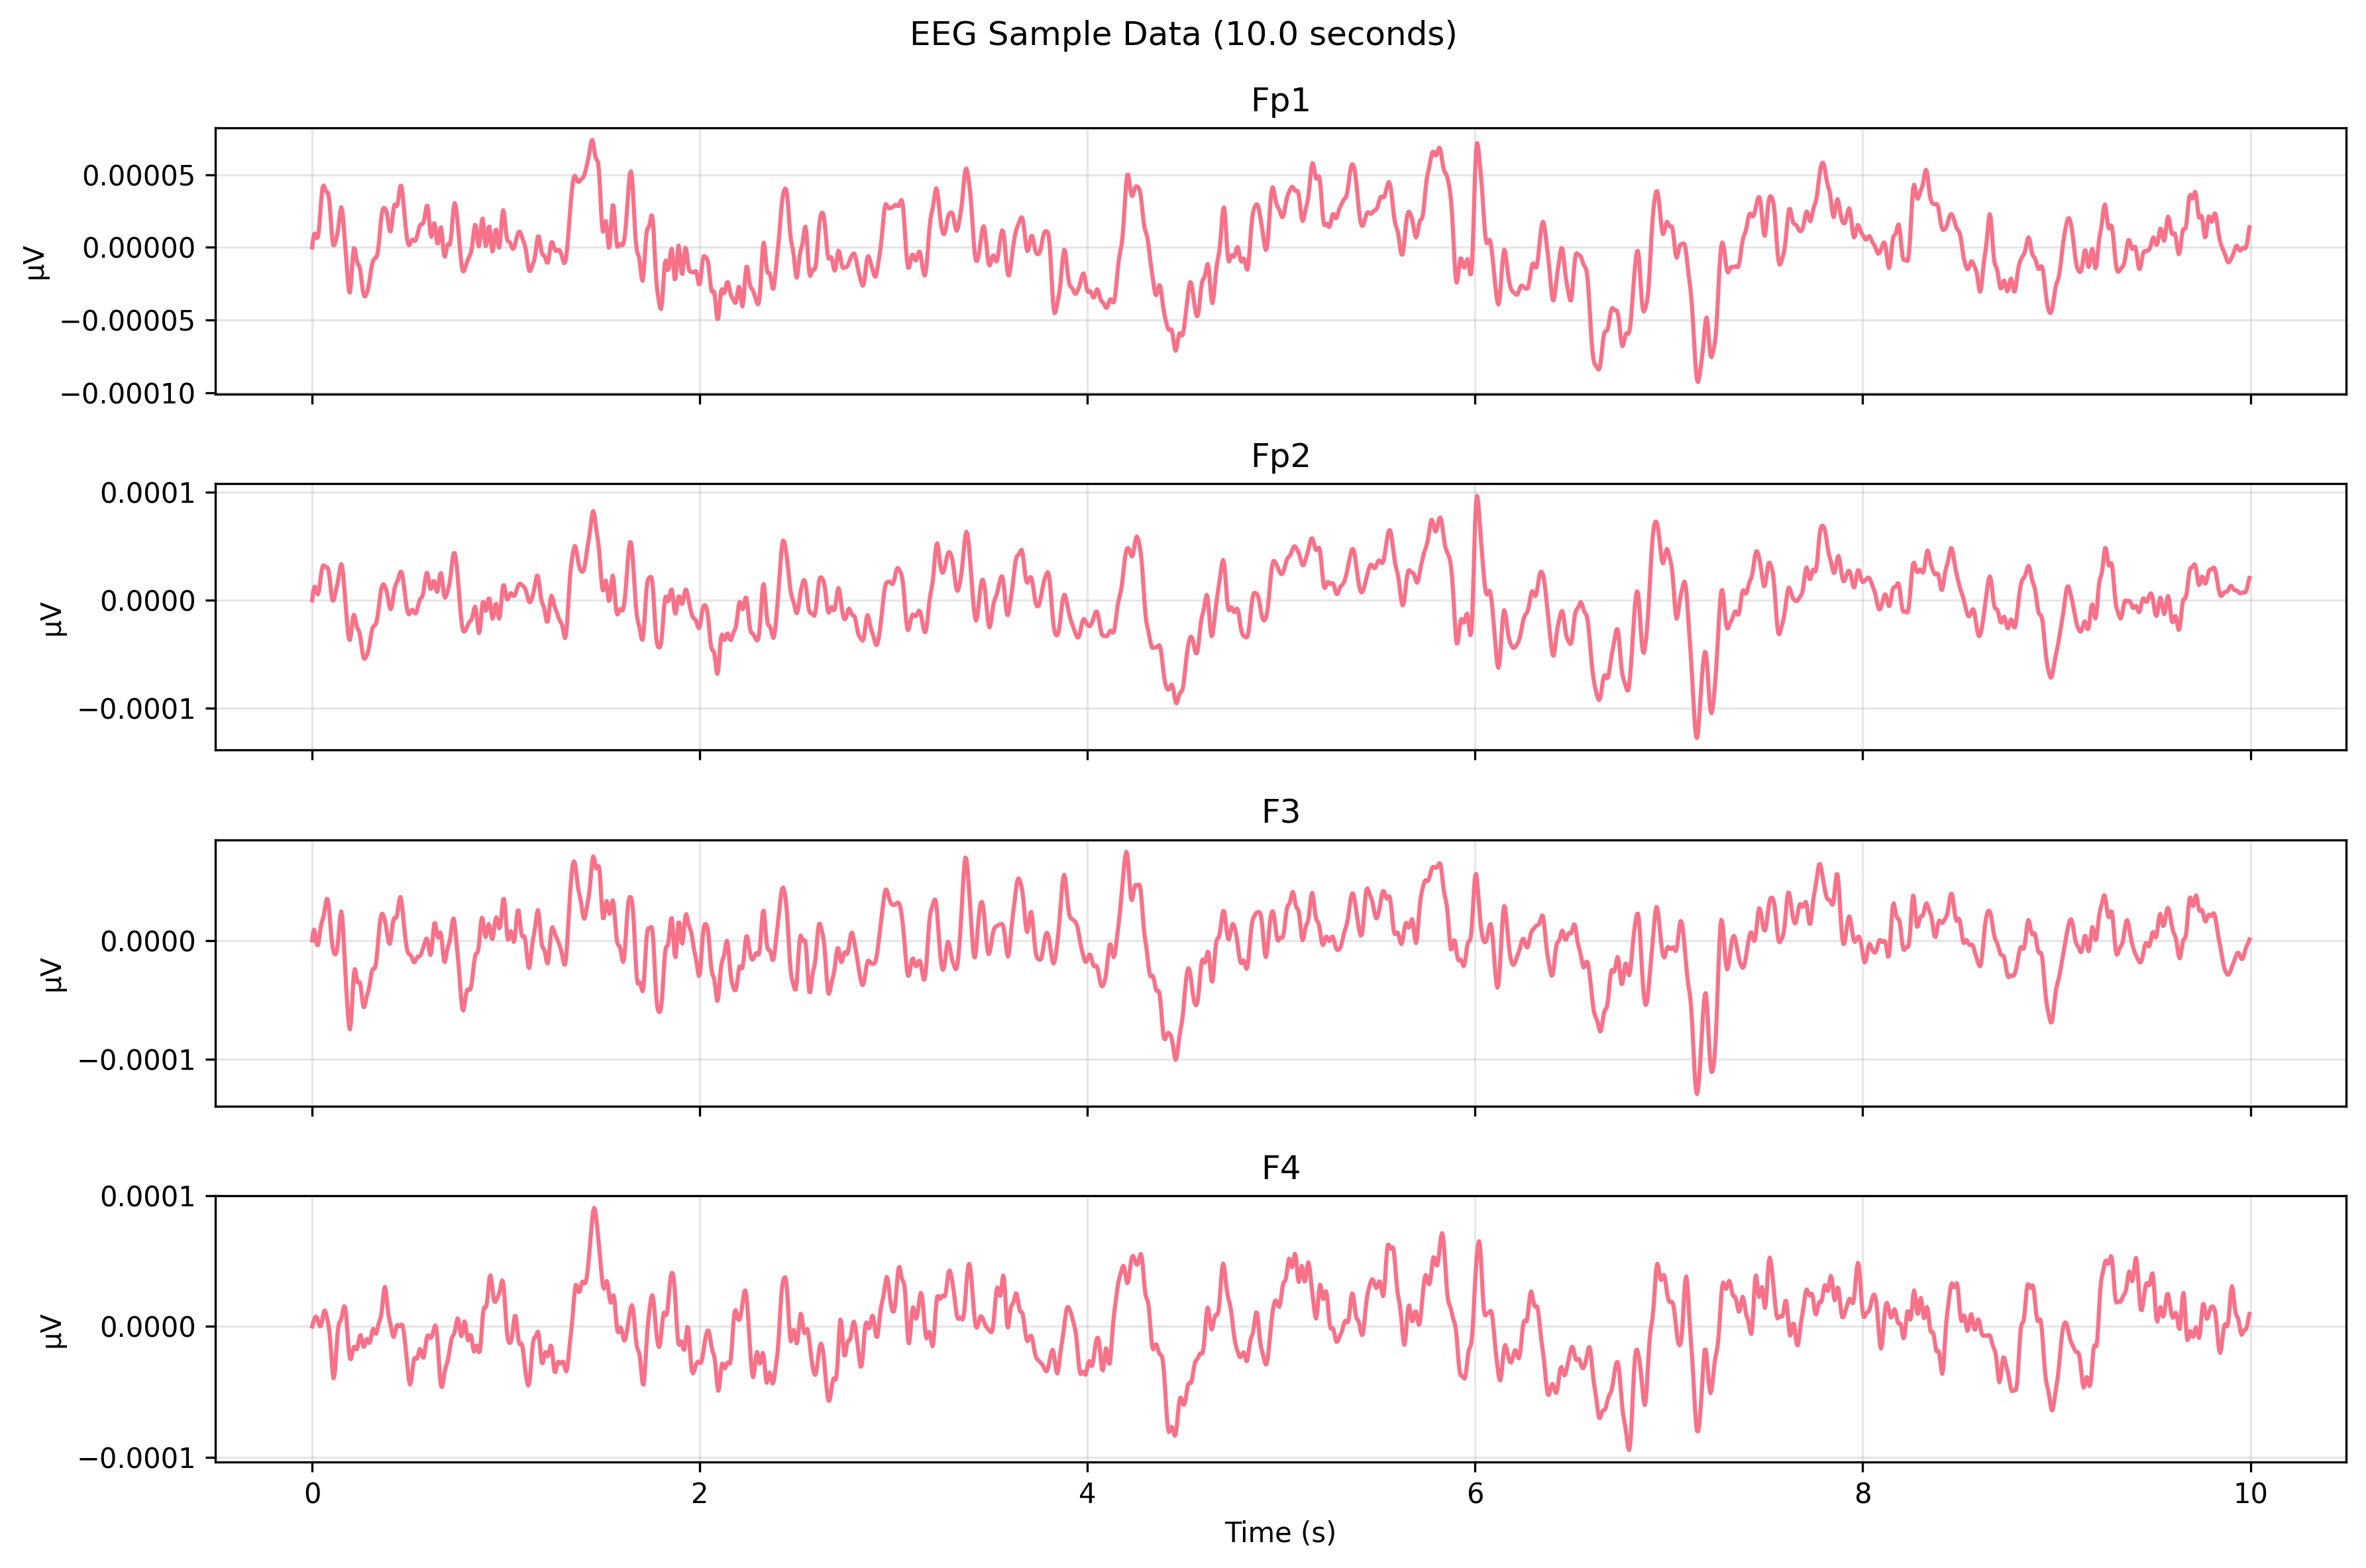 EEG Sample Data (10.0 seconds)
Fp1
µV
0.00005
0.00000
−0.00005
−0.00010
Fp2
µV
0.0001
0.0000
−0.0001
F3
µV
0.0000
−0.0001
F4
µV
0.0001
0.0000
−0.0001
0 2 4 6 8 10
Time (s)